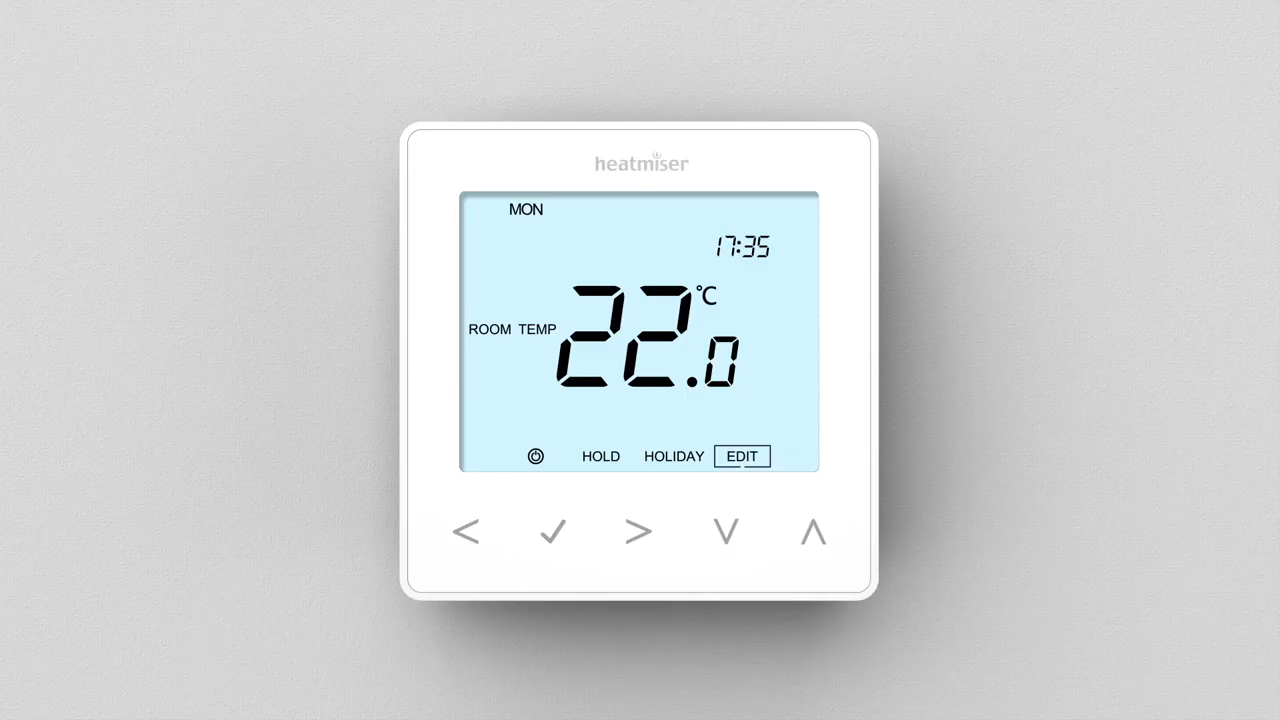 heatmiser
MON
17:35
°C
ROOM TEMP 22.0
HOLD HOLIDAY EDIT